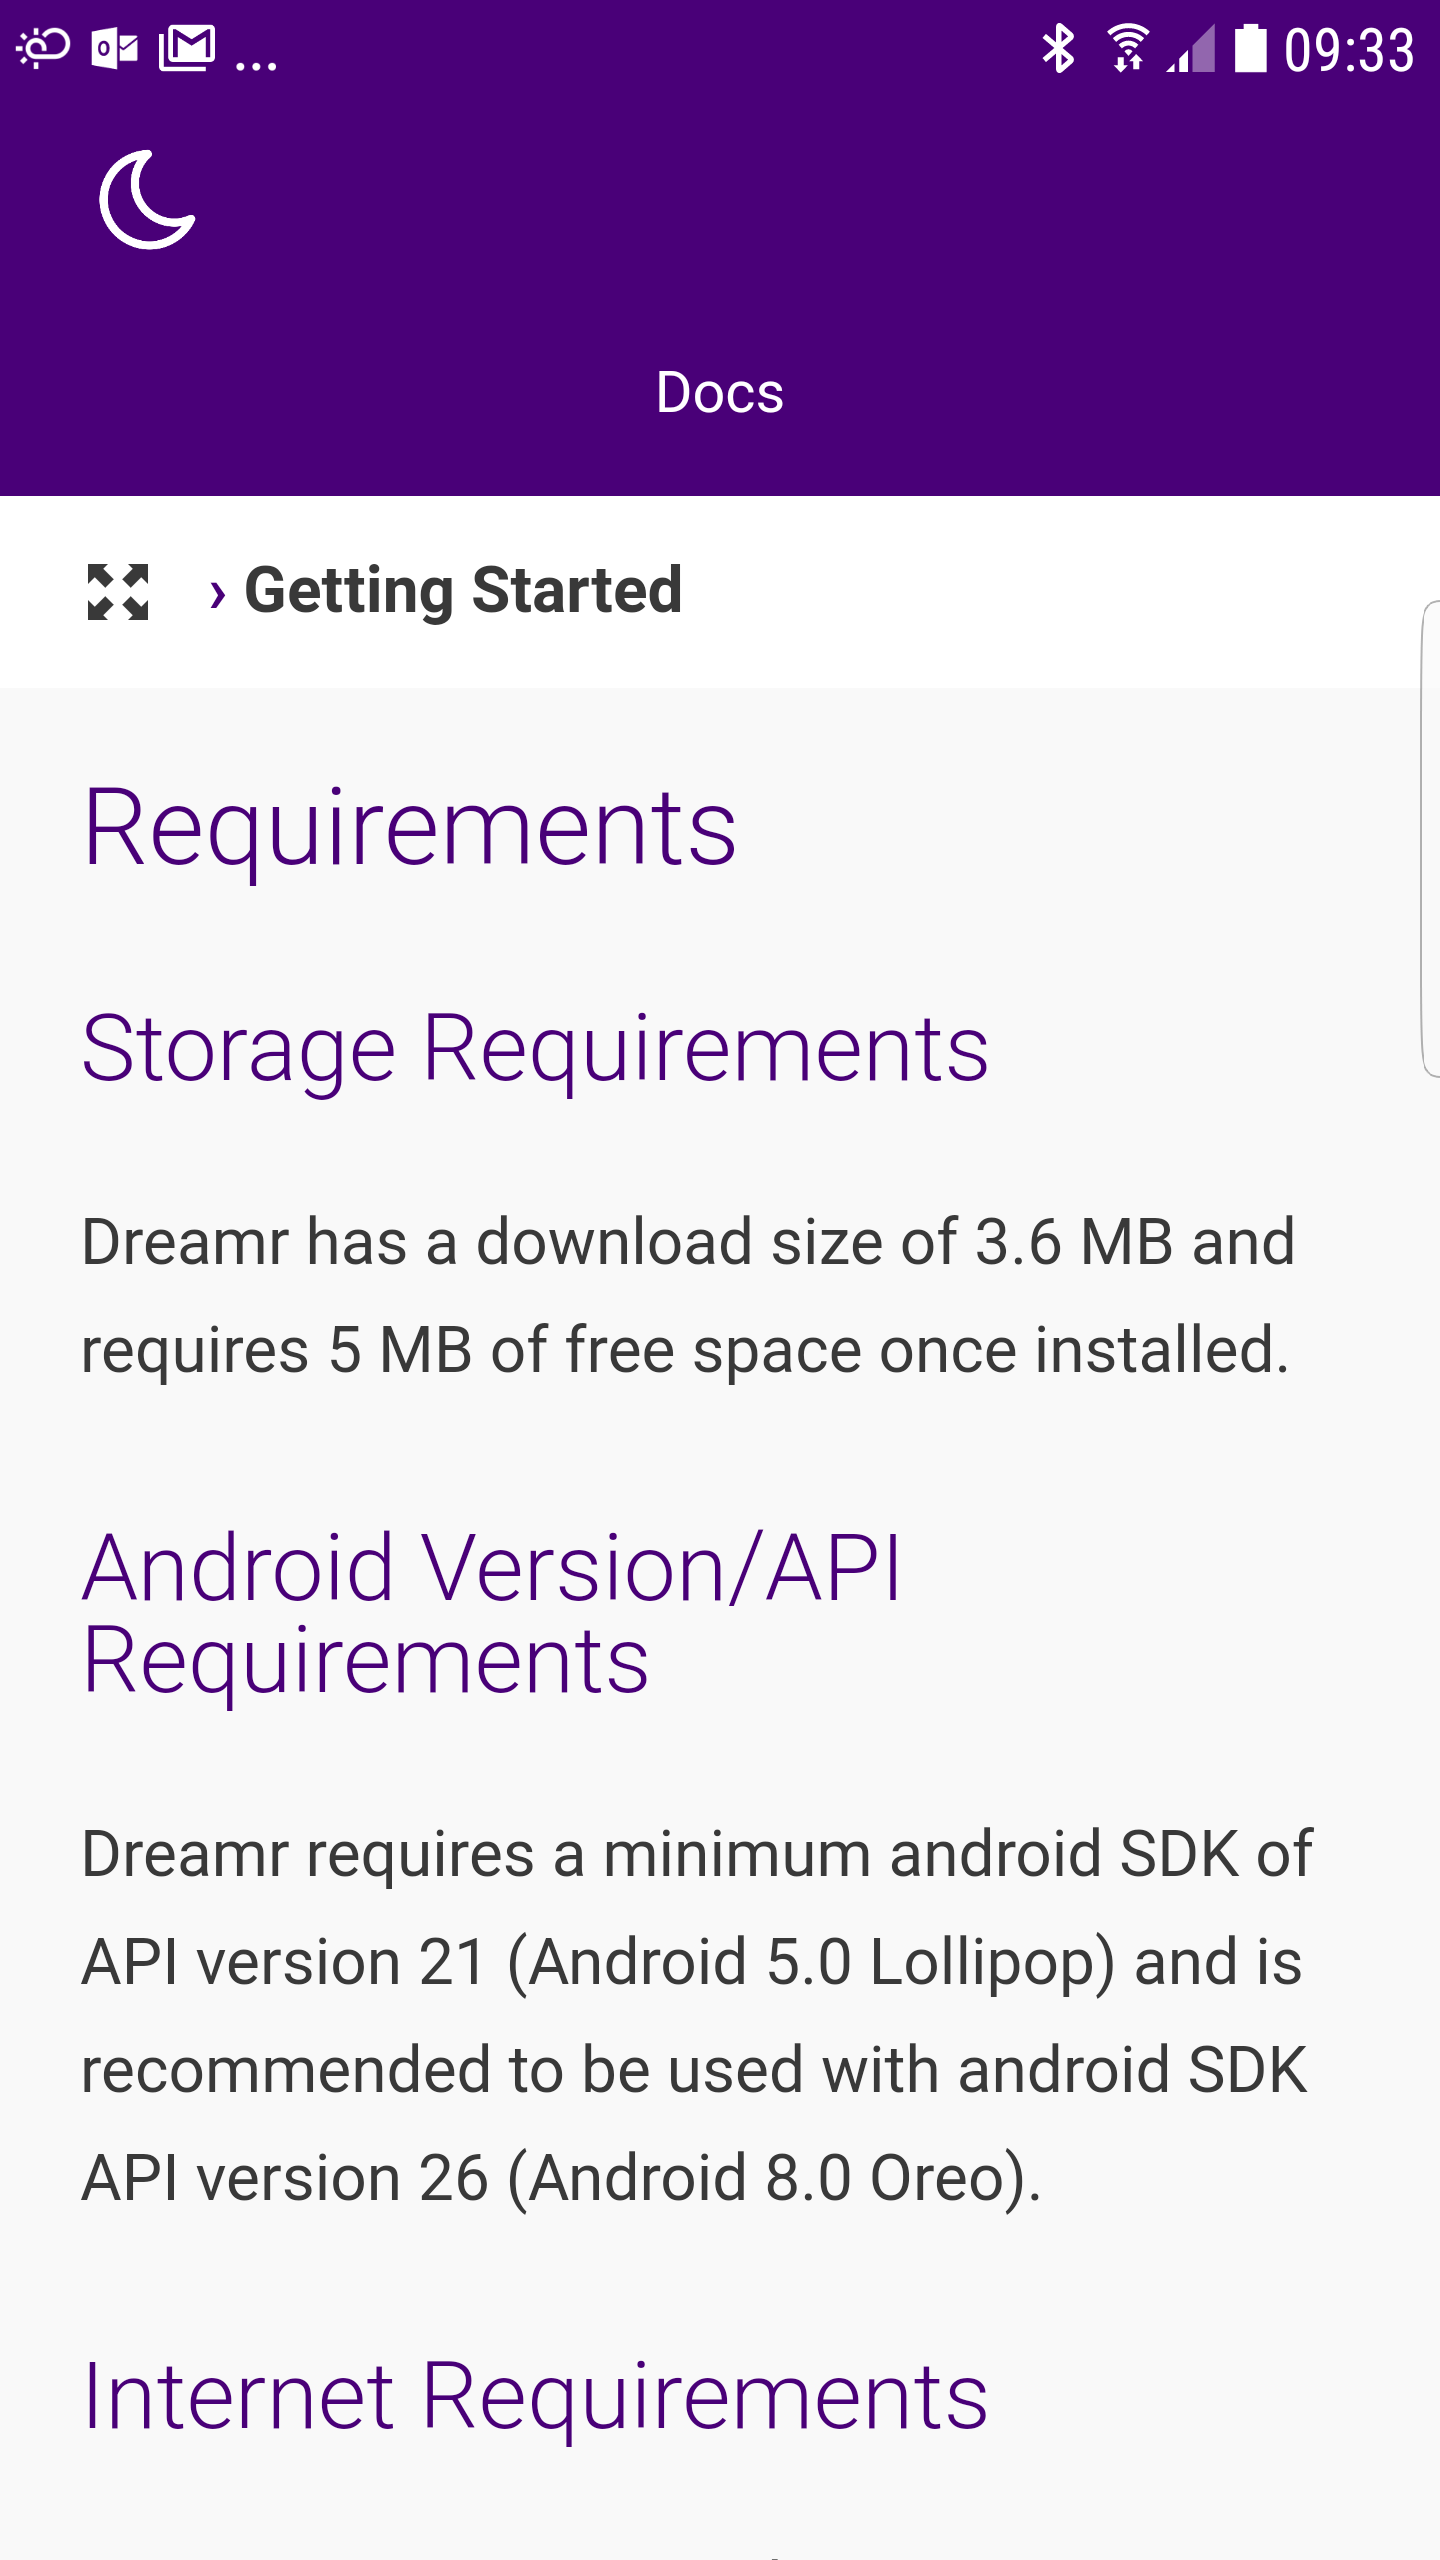 09:33
Docs
› Getting Started
Requirements
Storage Requirements
Dreamr has a download size of 3.6 MB and
requires 5 MB of free space once installed.
Android Version/API
Requirements
Dreamr requires a minimum android SDK of
API version 21 (Android 5.0 Lollipop) and is
recommended to be used with android SDK
API version 26 (Android 8.0 Oreo).
Internet Requirements